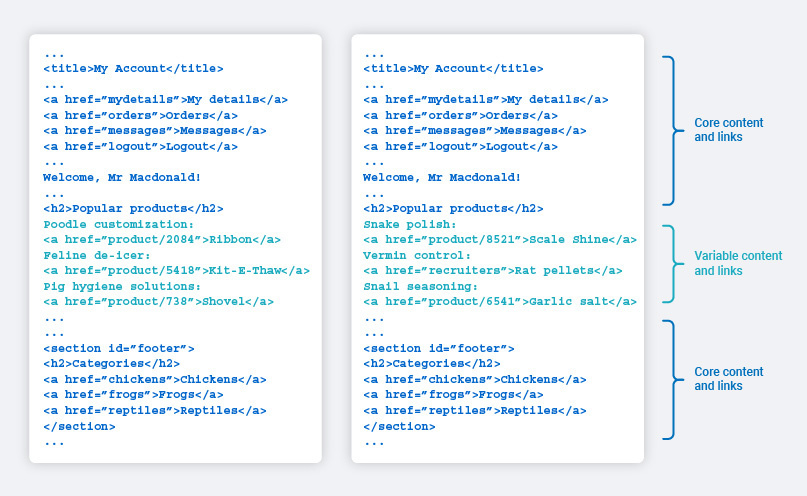 ...
<title>My Account</title>
...
<a href=”mydetails”>My details</a>
<a href=”orders”>Orders</a>
<a href=”messages”>Messages</a>
<a href=”logout”>Logout</a>
...
Welcome, Mr Macdonald!
...
<h2>Popular products</h2>
Poodle customization:
<a href=”product/2084”>Ribbon</a>
Feline de-icer:
<a href=”product/5418”>Kit-E-Thaw</a>
Pig hygiene solutions:
<a href=”product/738”>Shovel</a>
...
...
<section id=”footer”>
<h2>Categories</h2>
<a href=”chickens”>Chickens</a>
<a href=”frogs”>Frogs</a>
<a href=”reptiles”>Reptiles</a>
</section>
...
...
<title>My Account</title>
...
<a href=”mydetails”>My details</a>
<a href=”orders”>Orders</a>
<a href=”messages”>Messages</a>
<a href=”logout”>Logout</a>
...
Welcome, Mr Macdonald!
...
<h2>Popular products</h2>
Snake polish:
<a href=”product/8521”>Scale Shine</a>
Vermin control:
<a href=”recruiters”>Rat pellets</a>
Snail seasoning:
<a href=”product/6541”>Garlic salt</a>
...
...
<section id=”footer”>
<h2>Categories</h2>
<a href=”chickens”>Chickens</a>
<a href=”frogs”>Frogs</a>
<a href=”reptiles”>Reptiles</a>
</section>
...
Core content
and links
Variable content
and links
Core content
and links